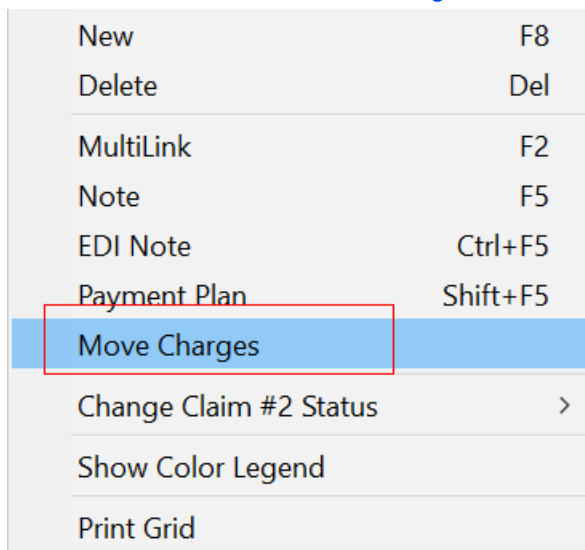 New F8
Delete Del
MultiLink F2
Note F5
EDI Note Ctrl+F5
Payment Plan Shift+F5
Move Charges
Change Claim #2 Status
Show Color Legend
Print Grid